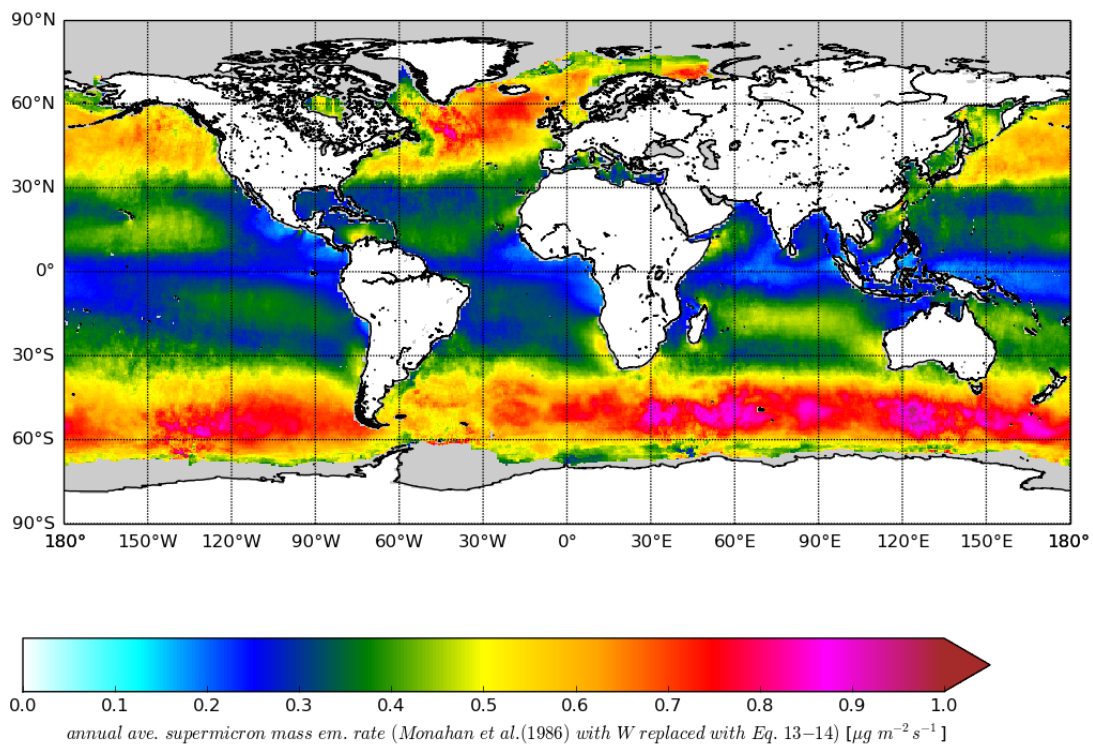 90°N
60°N
30°N
0°
30°S
60°S
90°S
180° 150°W 120°W 90°W 60°W 30°W 0° 30°E 60°E 90°E 120°E 150°E 180°
0.0 0.1 0.2 0.3 0.4 0.5 0.6 0.7 0.8 0.9 1.0
annual ave. supermicron mass em. rate (Monahan et al.(1986) with W replaced with Eq. 13−14) [μg m⁻² s⁻¹]